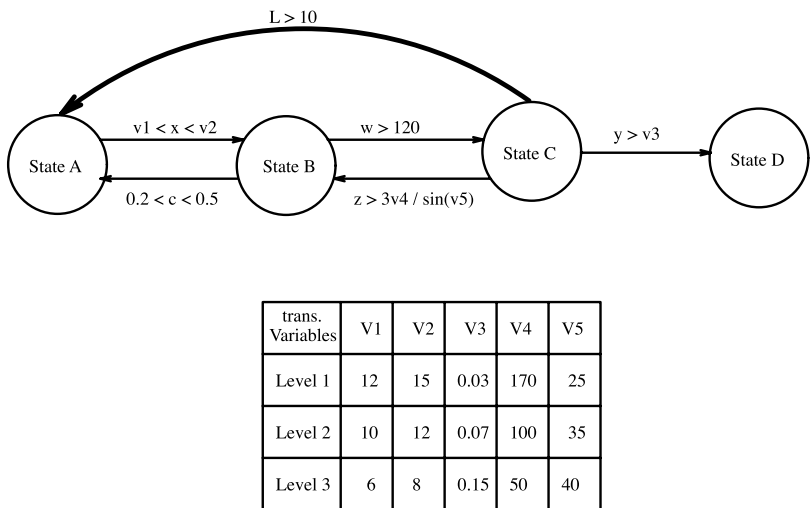 L > 10
v1 < x < v2
w > 120
y > v3
State A
State B
State C
State D
0.2 < c < 0.5
z > 3v4 / sin(v5)
trans.
Variables V1 V2 V3 V4 V5
Level 1 12 15 0.03 170 25
Level 2 10 12 0.07 100 35
Level 3 6 8 0.15 50 40